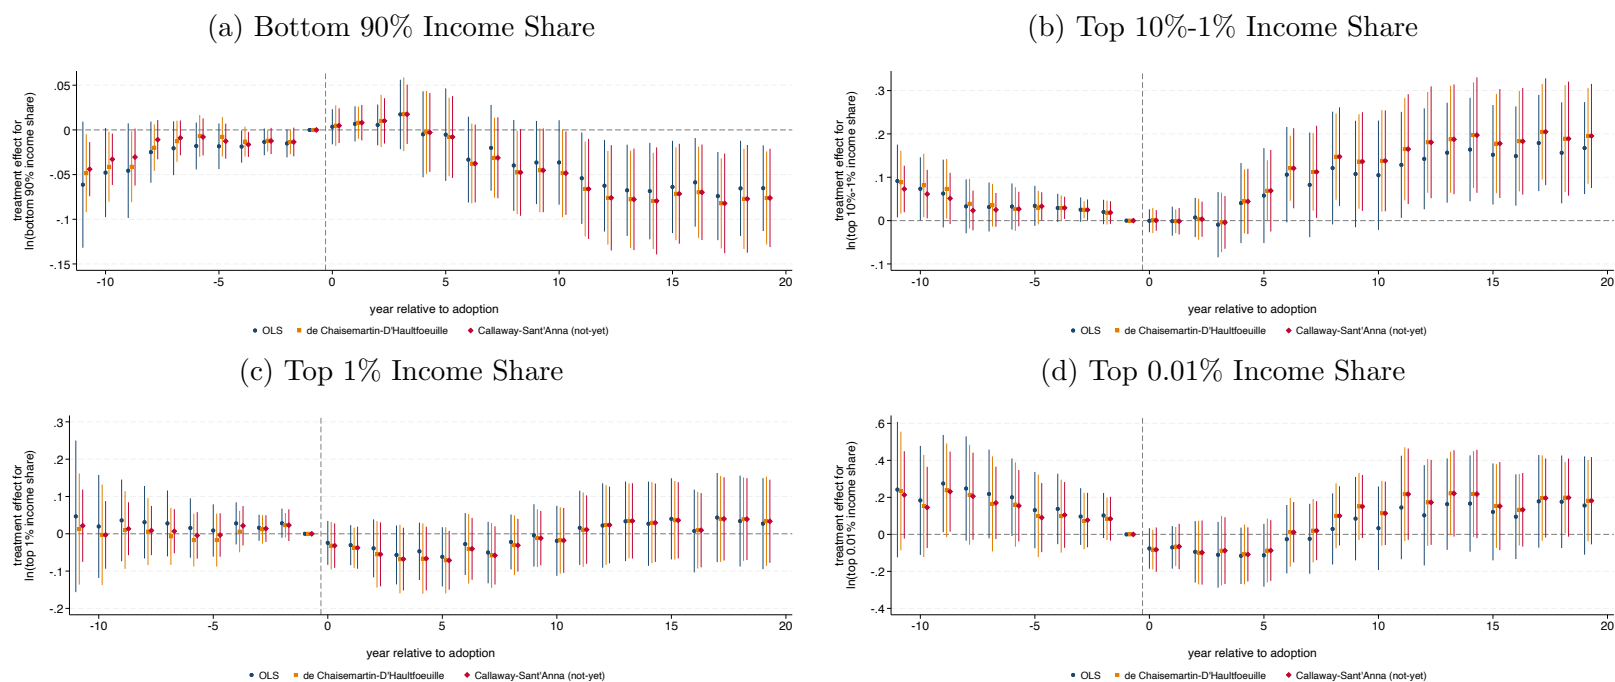 (a) Bottom 90% Income Share
treatment effect for
ln(bottom 90% income share)
.05
0
-.05
-.1
-.15
-10 -5 0 5 10 15 20
year relative to adoption
OLS de Chaisemartin-D'Haultfoeuille Callaway-Sant'Anna (not-yet)
(b) Top 10%-1% Income Share
treatment effect for
ln(top 10%-1% income share)
.3
.2
.1
0
-.1
-10 -5 0 5 10 15 20
year relative to adoption
OLS de Chaisemartin-D'Haultfoeuille Callaway-Sant'Anna (not-yet)
(c) Top 1% Income Share
treatment effect for
ln(top 1% income share)
.3
.2
.1
0
-.1
-.2
-10 -5 0 5 10 15 20
year relative to adoption
OLS de Chaisemartin-D'Haultfoeuille Callaway-Sant'Anna (not-yet)
(d) Top 0.01% Income Share
treatment effect for
ln(top 0.01% income share)
.6
.4
.2
0
-.2
-.4
-10 -5 0 5 10 15 20
year relative to adoption
OLS de Chaisemartin-D'Haultfoeuille Callaway-Sant'Anna (not-yet)